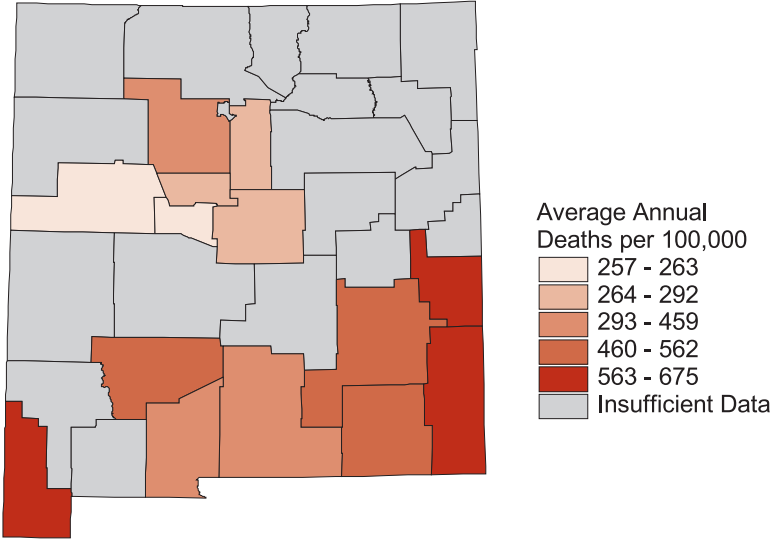 Average Annual
Deaths per 100,000
257 - 263
264 - 292
293 - 459
460 - 562
563 - 675
Insufficient Data